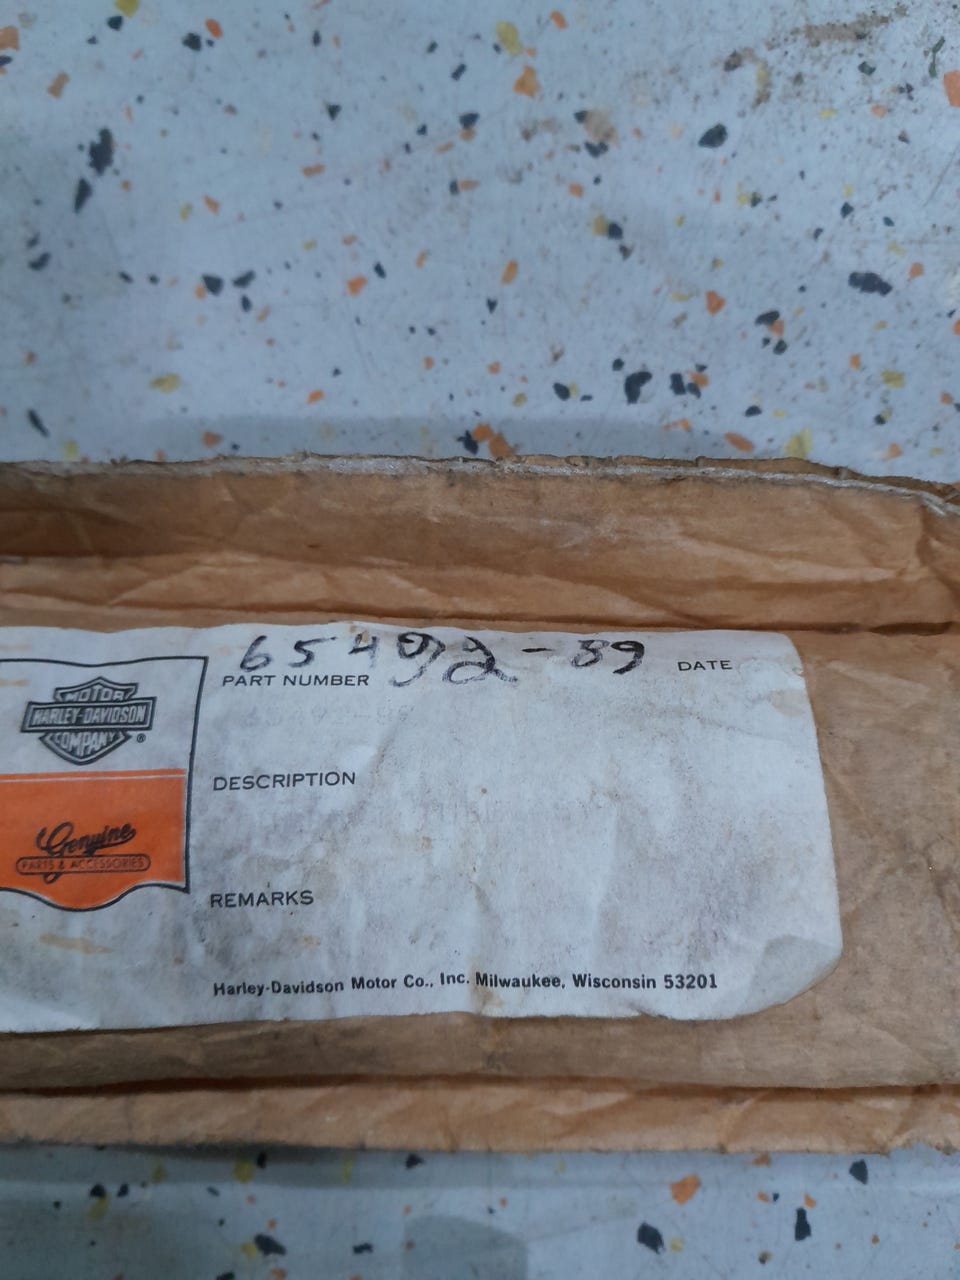 65492-89
PART NUMBER
DATE
MOTOR
HARLEY-DAVIDSON
COMPANY
®
DESCRIPTION
Genuine
PARTS & ACCESSORIES
REMARKS
Harley-Davidson Motor Co., Inc. Milwaukee, Wisconsin 53201